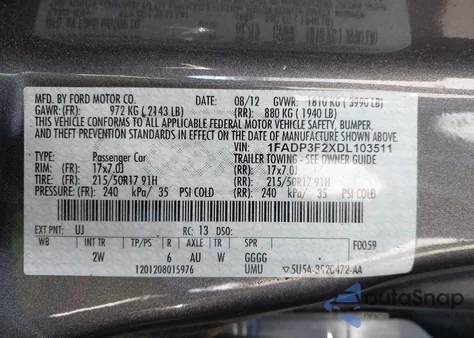 MFD. BY FORD MOTOR CO.
DATE: 08/12 GVWR: 1810 KG ( 3990 LB)
GAWR: (FR): 972 KG ( 2143 LB) (RR): 880 KG ( 1940 LB)
THIS VEHICLE CONFORMS TO ALL APPLICABLE FEDERAL MOTOR VEHICLE SAFETY, BUMPER,
AND THEFT PREVENTION STANDARDS IN EFFECT ON THE DATE OF MANUFACTURE SHOWN ABOVE.
VIN: 1FADP3F2XDL103511
TYPE: Passenger Car TRAILER TOWING - SEE OWNER GUIDE
RIM: (FR): 17x7.0J (RR): 17x7.0J
TIRE: (FR): 215/50R17 91H (RR): 215/50R17 91H
PRESSURE: (FR): 240 kPa/ 35 PSI COLD (RR): 240 kPa/ 35 PSI COLD
EXT PNT: UJ RC: 13 DSO:
WB INT TR TP/PS R AXLE TR SPR F0059
2W 6 AU W GGGG
1201208015976 UMU
AutoSnap